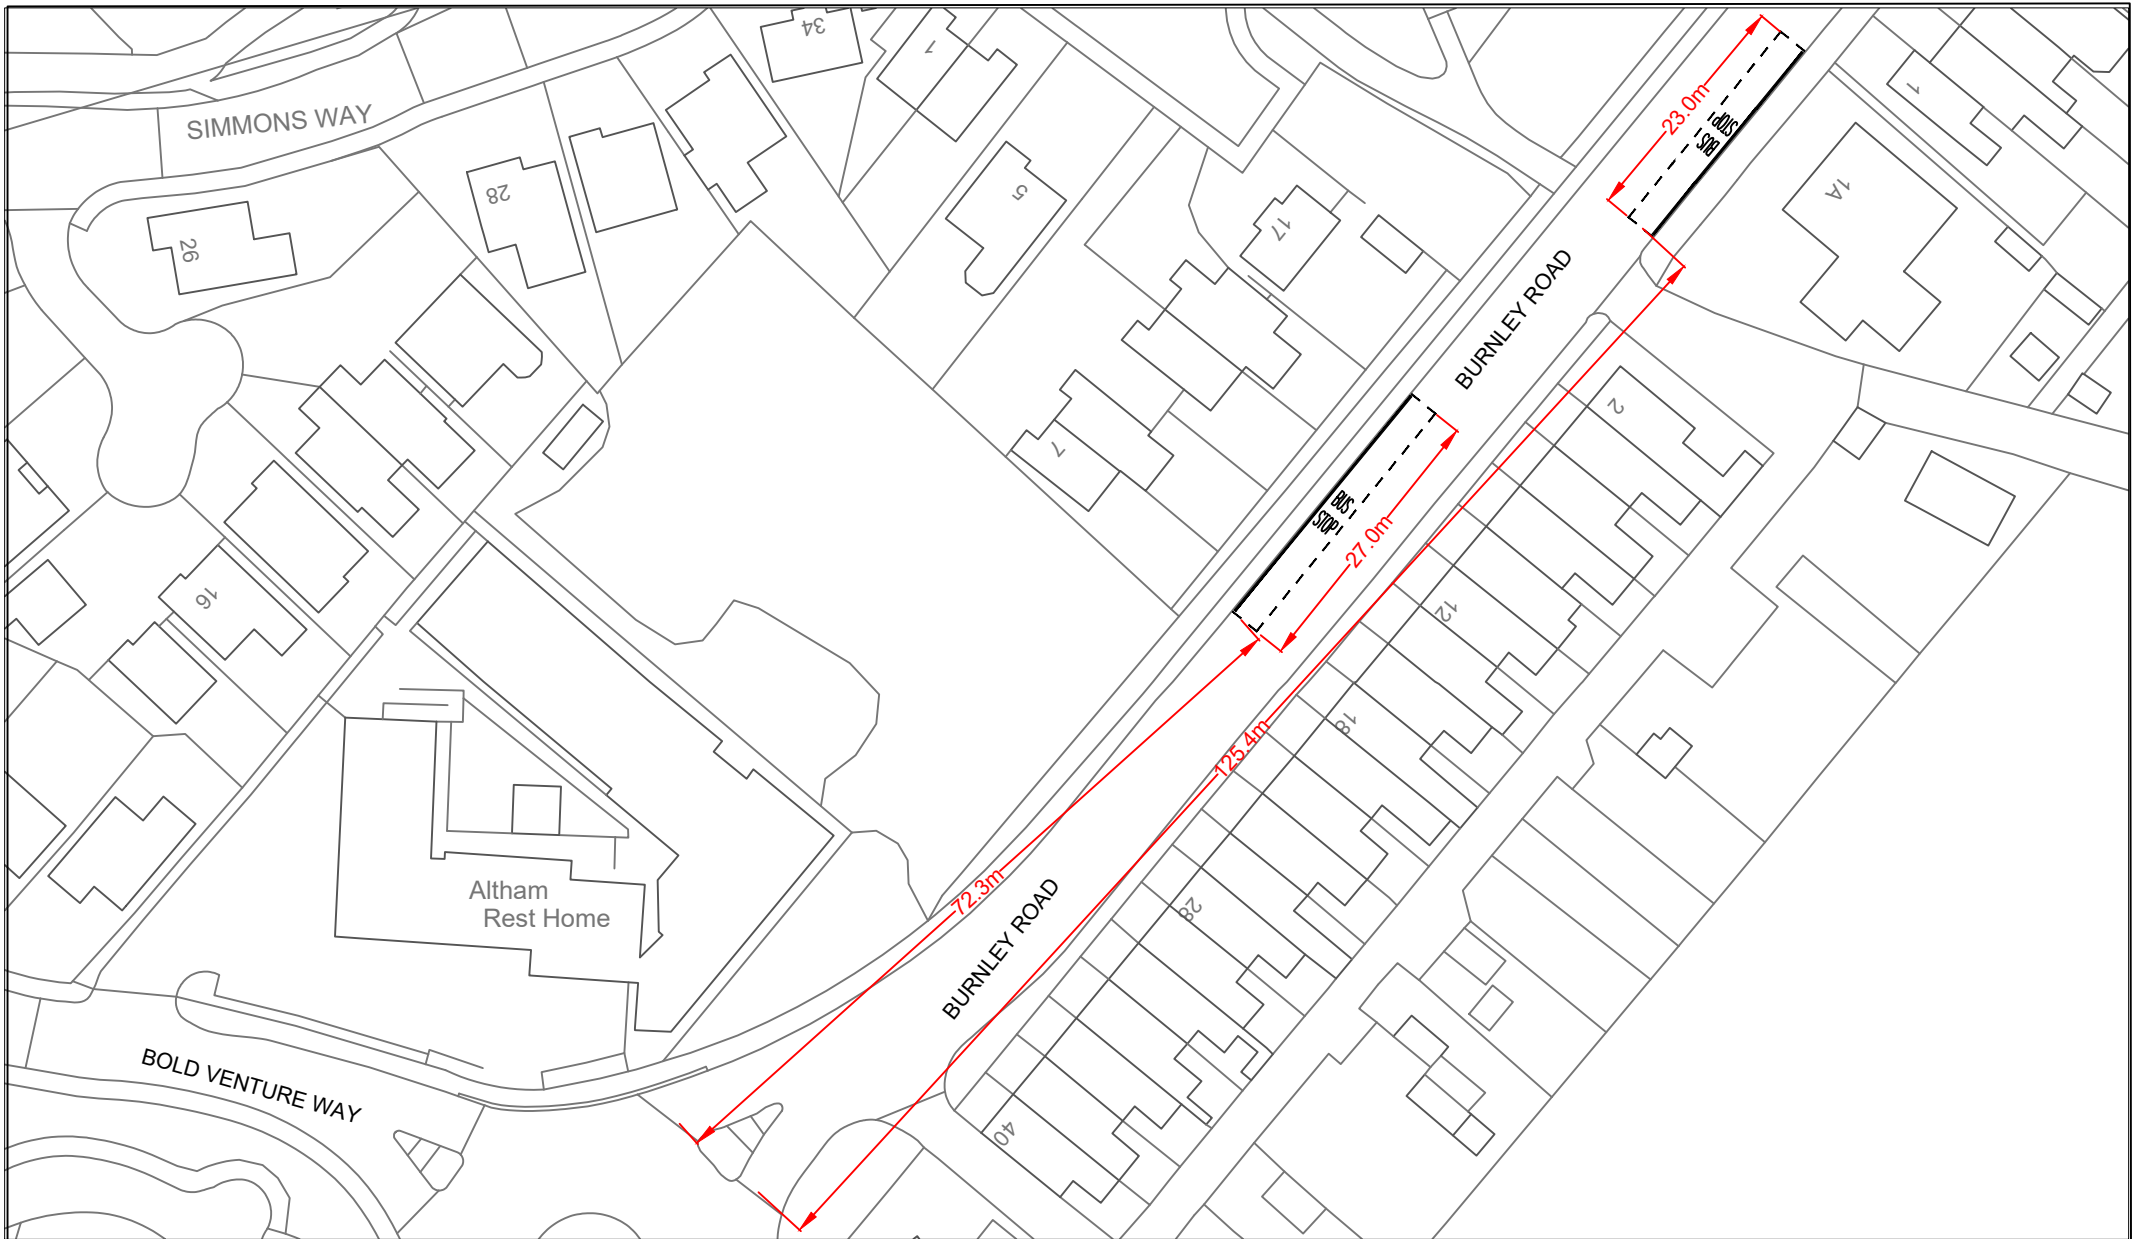 34
1
SIMMONS WAY
23.0m
BUS
STOP
1
1A
28
5
17
26
BURNLEY ROAD
2
7
BUS
STOP
27.0m
16
12
18
125.4m
Altham
Rest Home
72.3m
BURNLEY ROAD
28
BOLD VENTURE WAY
40